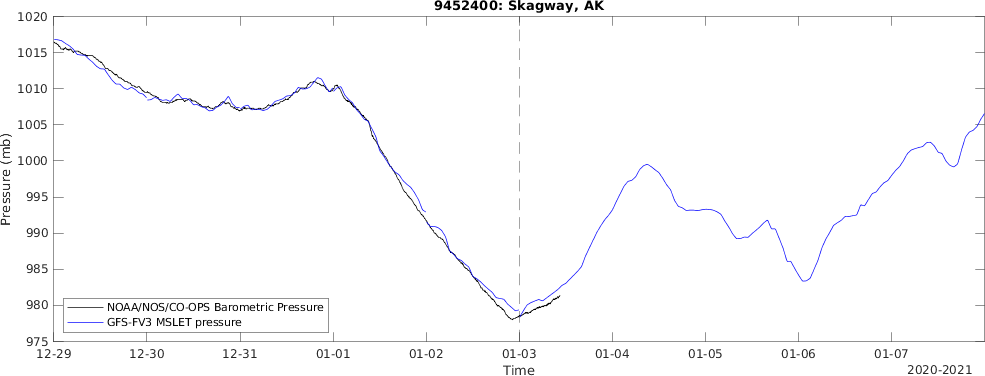 9452400: Skagway, AK
Pressure (mb)
1020
1015
1010
1005
1000
995
990
985
980
975
NOAA/NOS/CO-OPS Barometric Pressure
GFS-FV3 MSLET pressure
12-29 12-30 12-31 01-01 01-02 01-03 01-04 01-05 01-06 01-07
Time
2020-2021